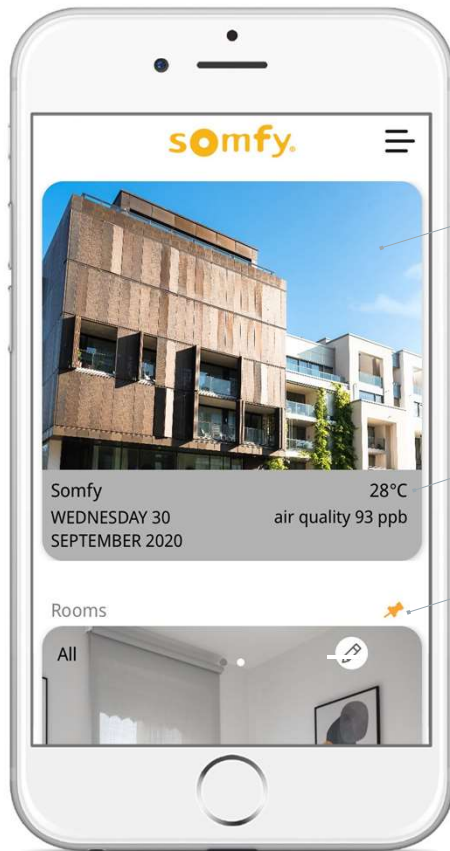 somfy.
Somfy 28°C
WEDNESDAY 30 air quality 93 ppb
SEPTEMBER 2020
Rooms
All